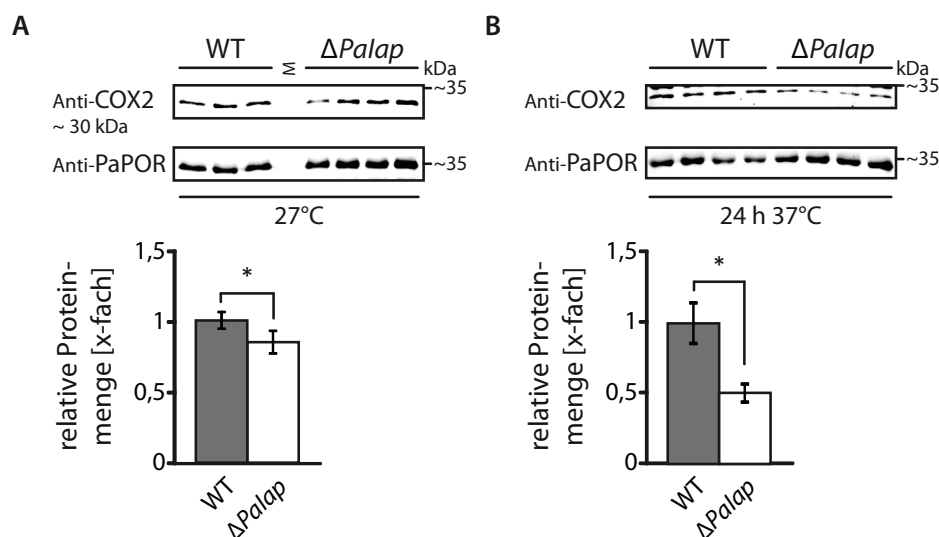 A
WT
M
ΔPalap
kDa
Anti-COX2
~ 30 kDa
~35
Anti-PaPOR
~35
27°C
relative Protein-
menge [x-fach]
1,5
1
0,5
0
*
WT
ΔPalap
B
WT
ΔPalap
kDa
Anti-COX2
~35
Anti-PaPOR
~35
24 h 37°C
relative Protein-
menge [x-fach]
1,5
1
0,5
0
*
WT
ΔPalap